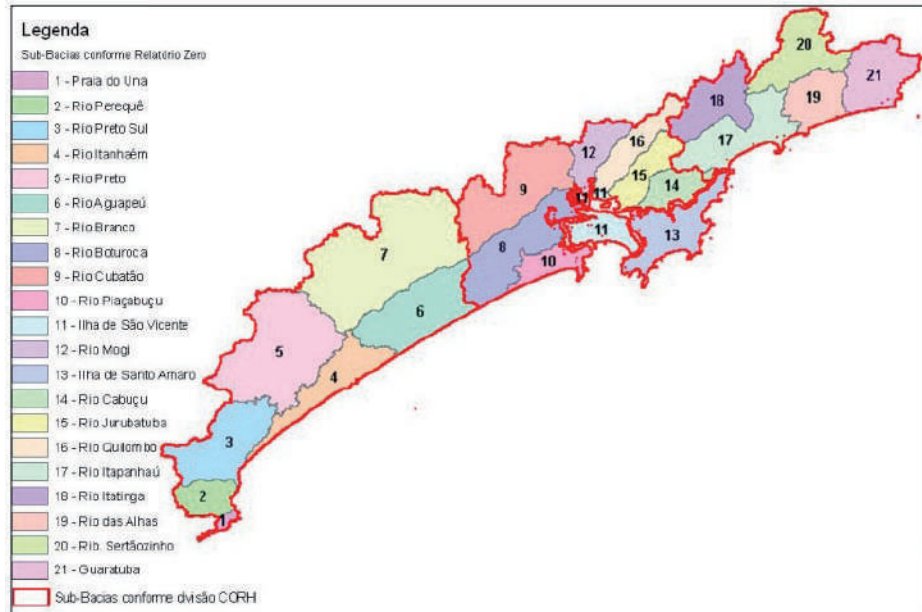 Legenda
Sub-Bacias conforme Relatório Zero
1 - Praia do Una
2 - Rio Perequê
3 - Rio Preto Sul
4 - Rio Itanhaém
5 - Rio Preto
6 - Rio Aguapeú
7 - Rio Branco
8 - Rio Boturoca
9 - Rio Cubatão
10 - Rio Piaçabuçu
11 - Ilha de São Vicente
12 - Rio Mogi
13 - Ilha de Santo Amaro
14 - Rio Cabuçu
15 - Rio Jurubatuba
16 - Rio Quilombo
17 - Rio Itapanhaú
18 - Rio Itatinga
19 - Rio das Alhas
20 - Rib. Sertãozinho
21 - Guaratuba
Sub-Bacias conforme divisão CORHI
20
21
18
19
16
17
12
15
9
11
11
14
11
13
8
10
7
6
5
4
3
2
1